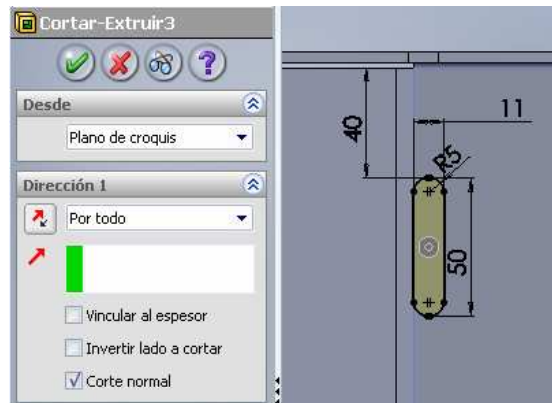 Cortar-Extruir3
Desde
Plano de croquis
Dirección 1
Por todo
Vincular al espesor
Invertir lado a cortar
Corte normal
11
40
R5
50